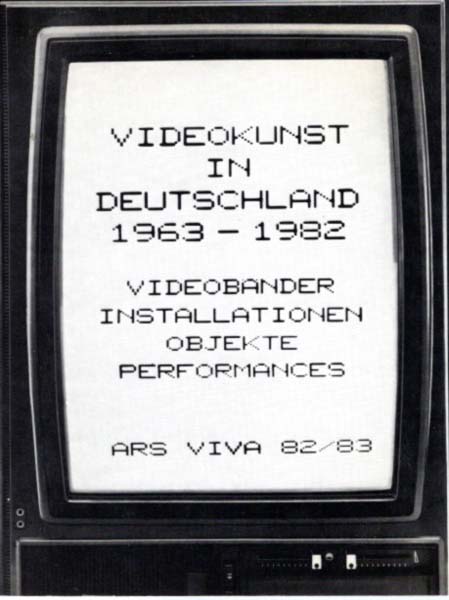 VIDEOKUNST
IN
DEUTSCHLAND
1963 - 1982
VIDEOBANDER
INSTALLATIONEN
OBJEKTE
PERFORMANCES
ARS VIVA 82/83